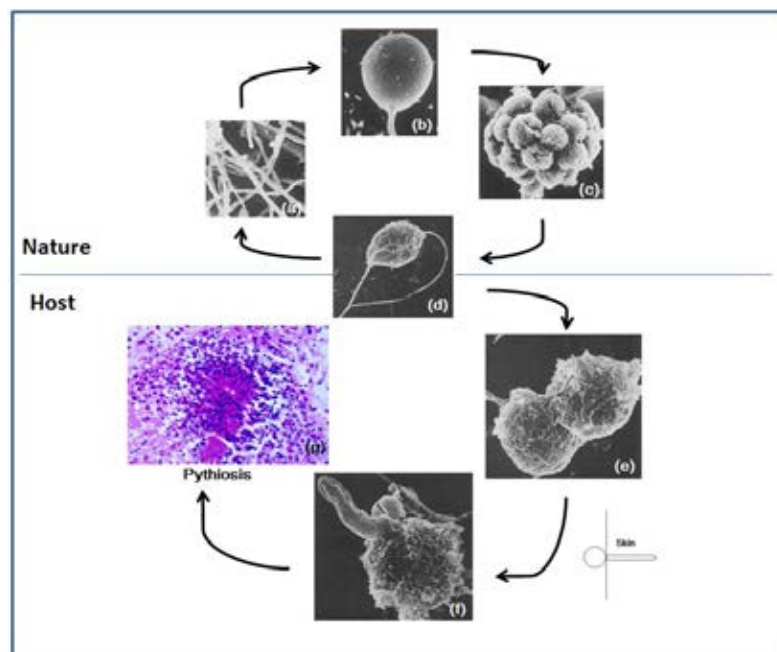 (b)
(a)
(c)
Nature
(d)
Host
(g)
(e)
Pythiosis
Skin
(f)